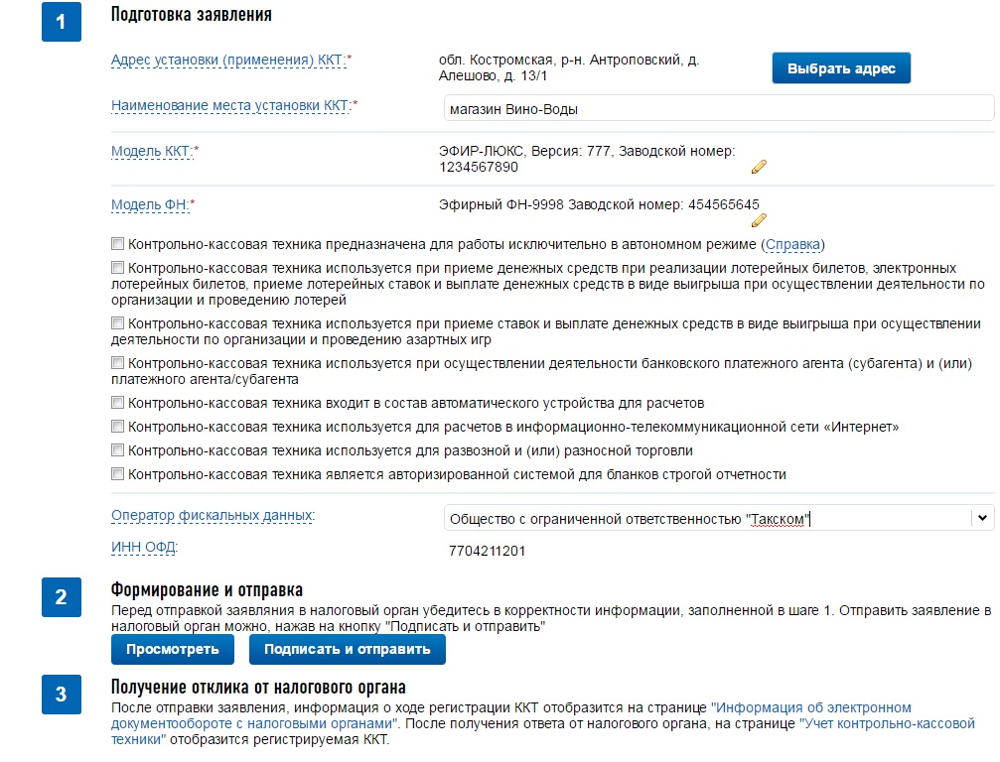 1
Подготовка заявления
Адрес установки (применения) ККТ:*
обл. Костромская, р-н. Антроповский, д.
Алешово, д. 13/1
Выбрать адрес
Наименование места установки ККТ:*
магазин Вино-Воды
Модель ККТ:*
ЭФИР-ЛЮКС, Версия: 777, Заводской номер:
1234567890
Модель ФН:*
Эфирный ФН-9998 Заводской номер: 454565645
Контрольно-кассовая техника предназначена для работы исключительно в автономном режиме (Справка)
Контрольно-кассовая техника используется при приеме денежных средств при реализации лотерейных билетов, электронных
лотерейных билетов, приеме лотерейных ставок и выплате денежных средств в виде выигрыша при осуществлении деятельности по
организации и проведению лотерей
Контрольно-кассовая техника используется при приеме ставок и выплате денежных средств в виде выигрыша при осуществлении
деятельности по организации и проведению азартных игр
Контрольно-кассовая техника используется при осуществлении деятельности банковского платежного агента (субагента) и (или)
платежного агента/субагента
Контрольно-кассовая техника входит в состав автоматического устройства для расчетов
Контрольно-кассовая техника используется для расчетов в информационно-телекоммуникационной сети «Интернет»
Контрольно-кассовая техника используется для развозной и (или) разносной торговли
Контрольно-кассовая техника является авторизированной системой для бланков строгой отчетности
Оператор фискальных данных:
Общество с ограниченной ответственностью "Такском"
ИНН ОФД:
7704211201
2
Формирование и отправка
Перед отправкой заявляния в налоговый орган убедитесь в корректности информации, заполненной в шаге 1. Отправить заявление в
налоговый орган можно, нажав на кнопку "Подписать и отправить"
Просмотреть
Подписать и отправить
3
Получение отклика от налогового органа
После отправки заявления, информация о ходе регистрации ККТ отобразится на странице "Информация об электронном
документообороте с налоговыми органами". После получения ответа от налогового органа, на странице "Учет контрольно-кассовой
техники" отобразится регистрируемая ККТ.